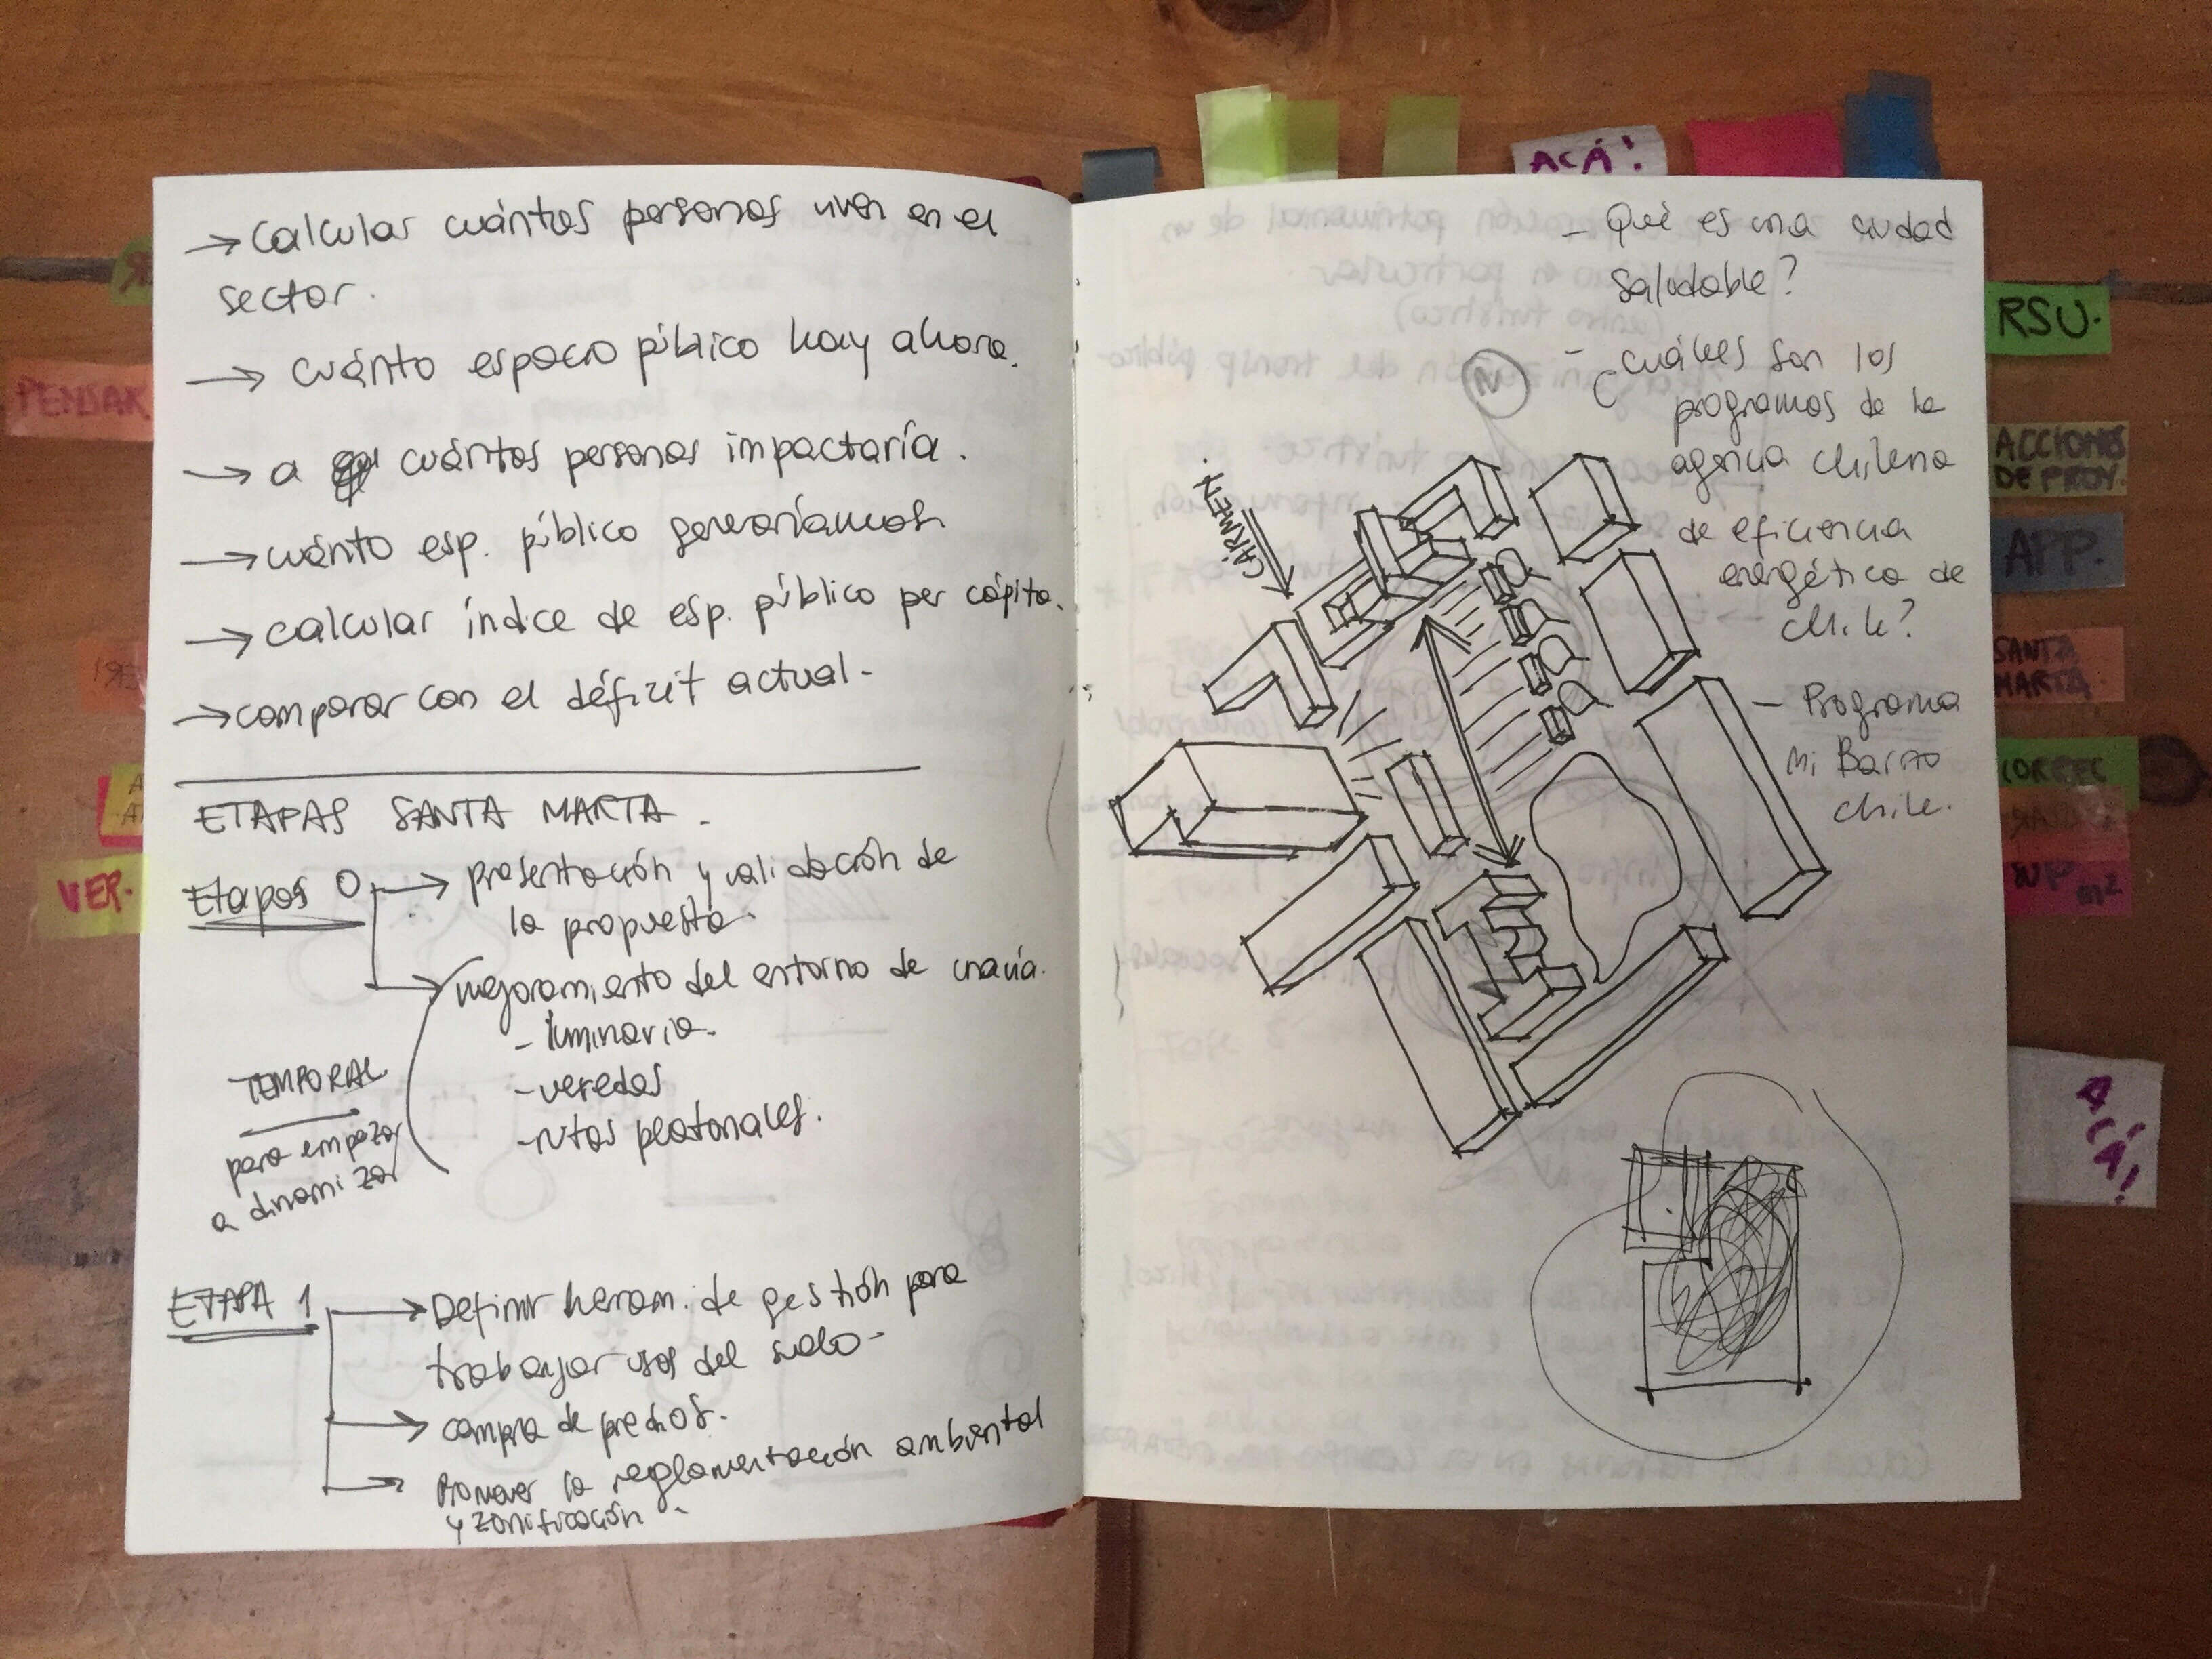 → Calcular cuántas personas viven en el
sector.
→ cuánto espacio público hay ahora.
→ a cuántas personas impactaría.
→ cuánto esp. público generaríamos
→ calcular índice de esp. público per cápita.
→ comparar con el déficit actual-
ETAPAS SANTA MARTA.
Etapas 0 → presentación y validación de
la propuesta.
→ mejoramiento del entorno de
- luminaria.
- veredas
- rutas peatonales.
TEMPORAL
para empezar
a dinamizar
ETAPA 1 → Definir herram. de gestión para
trabajar usos del suelo-
→ compra de predios.
→ Promover la reglamentación ambiental
y zonificación-
- Qué es una ciudad
saludable?
- ¿cuáles son los
programas de la
agencia chilena
de eficiencia
energética de
chile?
- Programa
mi Barrio
chile.
N
CARMEN.
ACÁ!
RSU.
ACCIONES
DE PROY.
APP.
SANTA
MARTA
CORREC
WP m²
ACÁ!
PENSAR
VER.